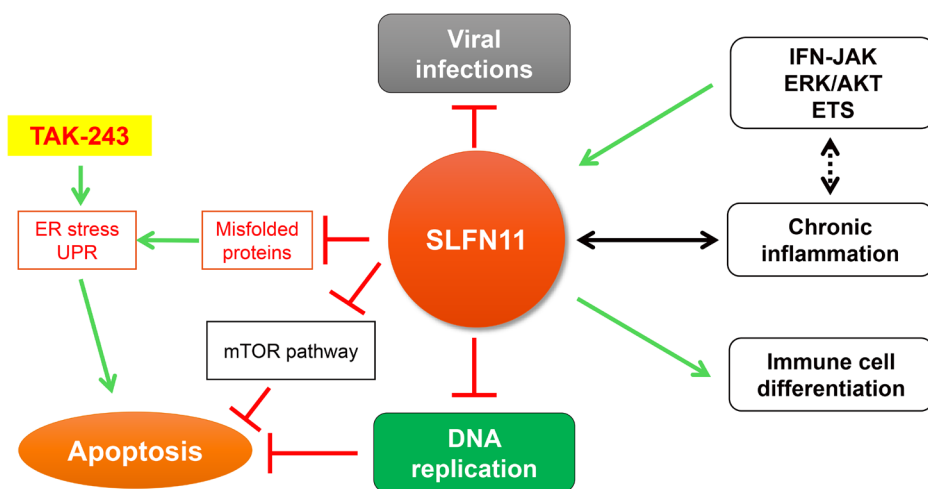 Viral
infections
IFN-JAK
ERK/AKT
ETS
TAK-243
ER stress
UPR
Misfolded
proteins
SLFN11
Chronic
inflammation
mTOR pathway
Immune cell
differentiation
Apoptosis
DNA
replication